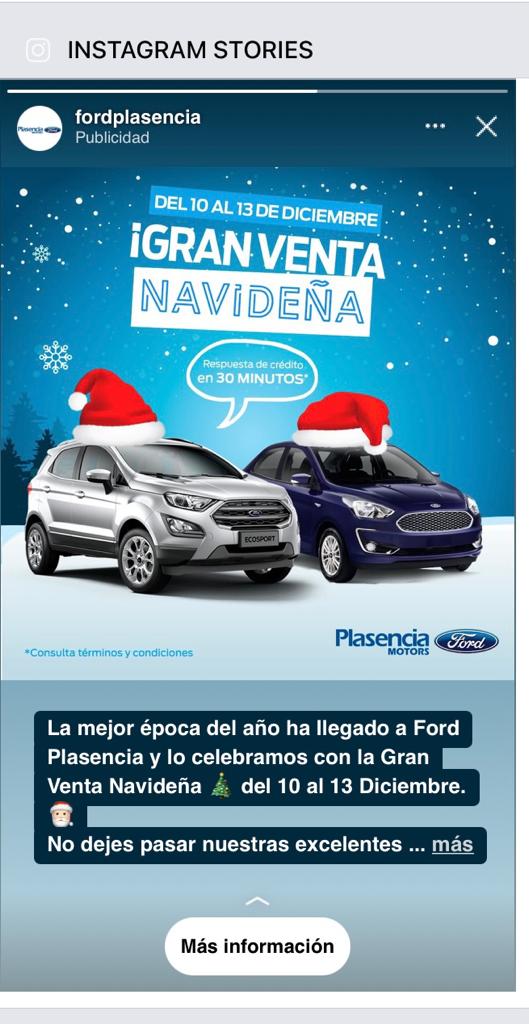 INSTAGRAM STORIES
fordplasencia
Publicidad
DEL 10 AL 13 DE DICIEMBRE
¡GRAN VENTA
NAViDEÑA
Respuesta de crédito
en 30 MINUTOS*
ECOSPORT
Plasencia
MOTORS
Ford
*Consulta términos y condiciones
La mejor época del año ha llegado a Ford
Plasencia y lo celebramos con la Gran
Venta Navideña 🎄 del 10 al 13 Diciembre.
🎅🏻
No dejes pasar nuestras excelentes ... más
Más información